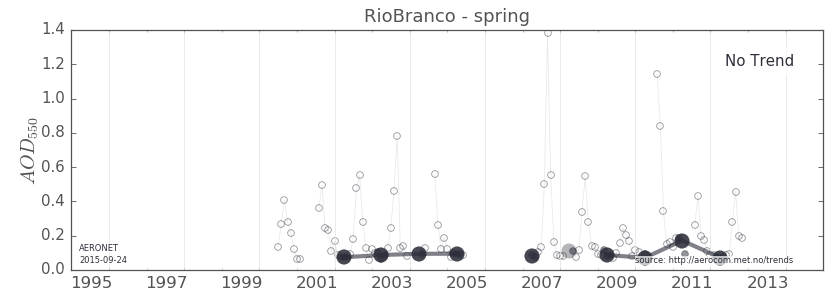 RioBranco - spring
1.4
1.2
1.0
0.8
0.6
0.4
0.2
0.0
AOD550
No Trend
AERONET
2015-09-24
source: http://aerocom.met.no/trends
1995 1997 1999 2001 2003 2005 2007 2009 2011 2013